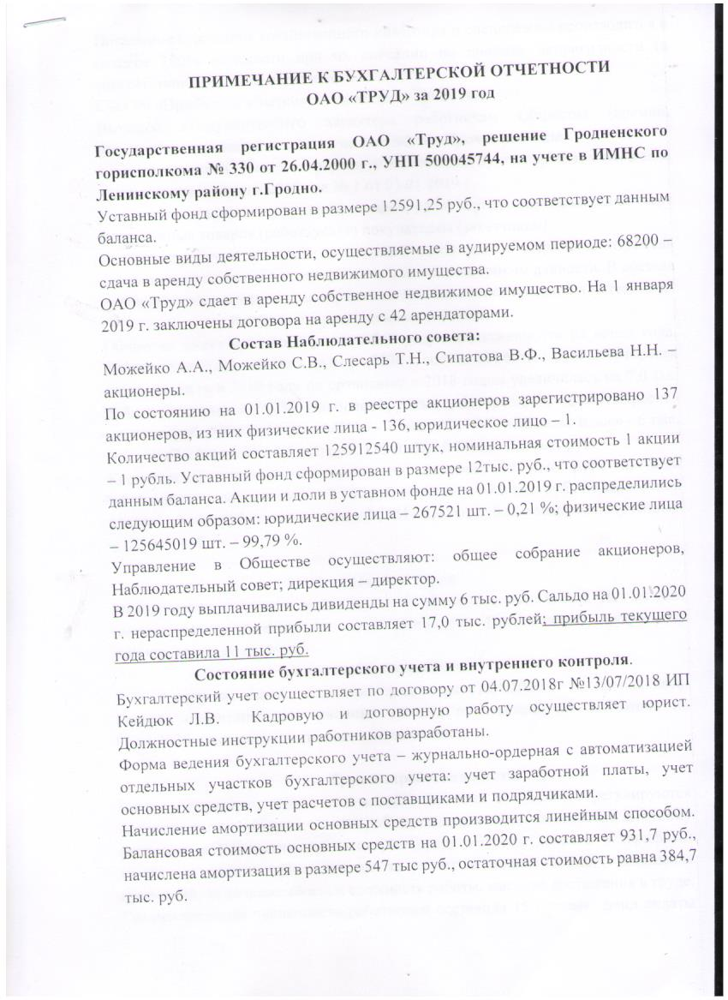 ПРИМЕЧАНИЕ К БУХГАЛТЕРСКОЙ ОТЧЕТНОСТИ
ОАО «ТРУД» за 2019 год
Государственная регистрация ОАО «Труд», решение Гродненского
горисполкома № 330 от 26.04.2000 г., УНП 500045744, на учете в ИМНС по
Ленинскому району г.Гродно.
Уставный фонд сформирован в размере 12591,25 руб., что соответствует данным
баланса.
Основные виды деятельности, осуществляемые в аудируемом периоде: 68200 –
сдача в аренду собственного недвижимого имущества.
ОАО «Труд» сдает в аренду собственное недвижимое имущество. На 1 января
2019 г. заключены договора на аренду с 42 арендаторами.
Состав Наблюдательного совета:
Можейко А.А., Можейко С.В., Слесарь Т.Н., Сипатова В.Ф., Васильева Н.Н. –
акционеры.
По состоянию на 01.01.2019 г. в реестре акционеров зарегистрировано 137
акционеров, из них физические лица - 136, юридическое лицо – 1.
Количество акций составляет 125912540 штук, номинальная стоимость 1 акции
– 1 рубль. Уставный фонд сформирован в размере 12тыс. руб., что соответствует
данным баланса. Акции и доли в уставном фонде на 01.01.2019 г. распределились
следующим образом: юридические лица – 267521 шт. – 0,21 %; физические лица
– 125645019 шт. – 99,79 %.
Управление в Обществе осуществляют: общее собрание акционеров,
Наблюдательный совет; дирекция – директор.
В 2019 году выплачивались дивиденды на сумму 6 тыс. руб. Сальдо на 01.01.2020
г. нераспределенной прибыли составляет 17,0 тыс. рублей; прибыль текущего
года составила 11 тыс. руб.
Состояние бухгалтерского учета и внутреннего контроля.
Бухгалтерский учет осуществляет по договору от 04.07.2018г №13/07/2018 ИП
Кейдюк Л.В. Кадровую и договорную работу осуществляет юрист.
Должностные инструкции работников разработаны.
Форма ведения бухгалтерского учета – журнально-ордерная с автоматизацией
отдельных участков бухгалтерского учета: учет заработной платы, учет
основных средств, учет расчетов с поставщиками и подрядчиками.
Начисление амортизации основных средств производится линейным способом.
Балансовая стоимость основных средств на 01.01.2020 г. составляет 931,7 руб.,
начислена амортизация в размере 547 тыс руб., остаточная стоимость равна 384,7
тыс. руб.